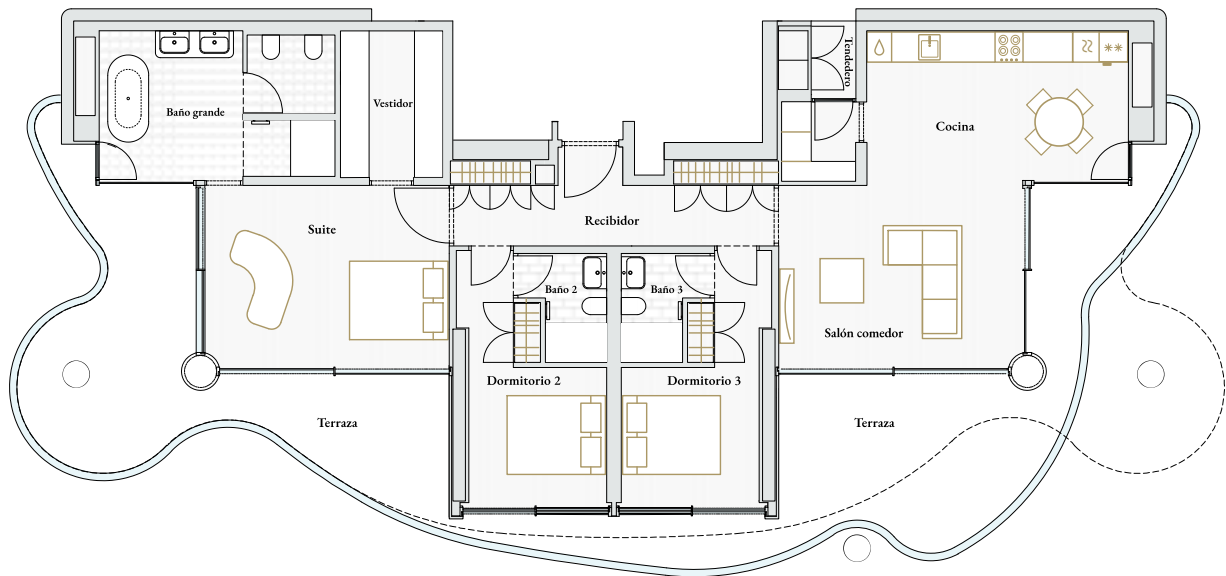 Tendedero
Baño grande
Vestidor
Cocina
Suite
Recibidor
Baño 2
Baño 3
Salón comedor
Dormitorio 2
Dormitorio 3
Terraza
Terraza